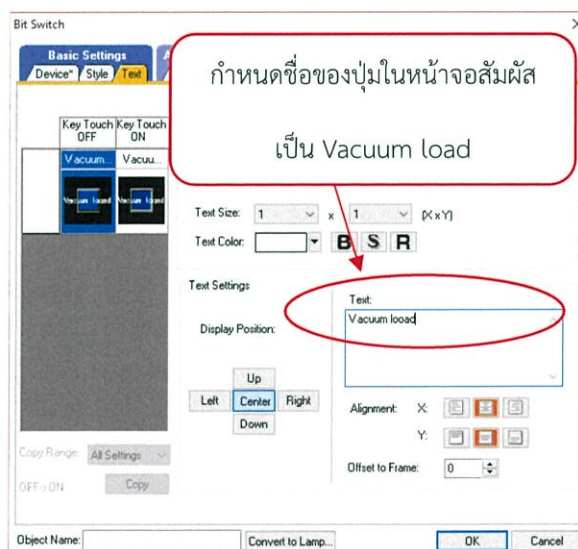 Bit Switch
Basic Settings
Device* Style Text
กำหนดชื่อของปุ่มในหน้าจอสัมผัส
เป็น Vacuum load
Key Touch OFF Key Touch ON
Vacuum... Vacuu...
Text Size: 1 x 1 (X x Y)
Text Color: B S R
Text Settings
Text:
Vacuum looad
Display Position:
Up
Left Center Right
Down
Alignment: X:
Y:
Offset to Frame: 0
Copy Range: All Settings
OFF->ON Copy
Object Name: Convert to Lamp... OK Cancel